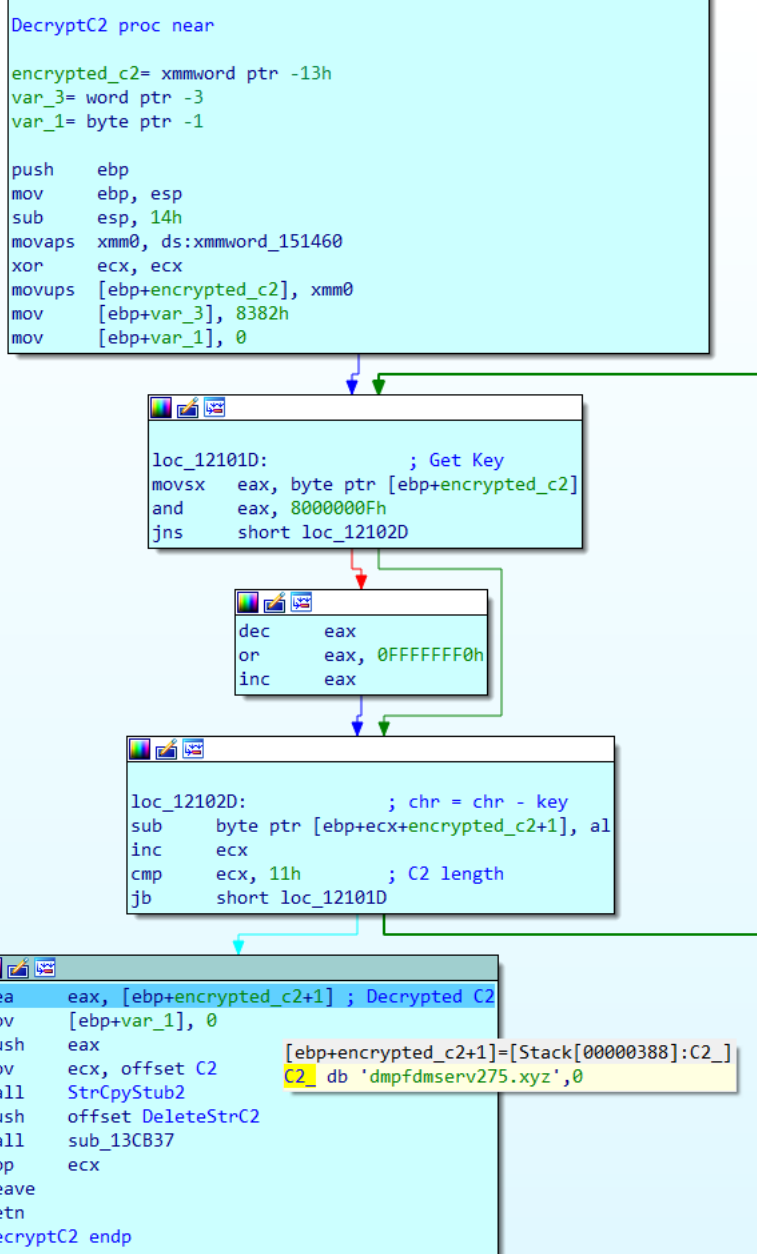 DecryptC2 proc near
encrypted_c2= xmmword ptr -13h
var_3= word ptr -3
var_1= byte ptr -1
push ebp
mov ebp, esp
sub esp, 14h
movaps xmm0, ds:xmmword_151460
xor ecx, ecx
movups [ebp+encrypted_c2], xmm0
mov [ebp+var_3], 8382h
mov [ebp+var_1], 0
loc_12101D: ; Get Key
movsx eax, byte ptr [ebp+encrypted_c2]
and eax, 8000000Fh
jns short loc_12102D
dec eax
or eax, 0FFFFFFF0h
inc eax
loc_12102D: ; chr = chr - key
sub byte ptr [ebp+ecx+encrypted_c2+1], al
inc ecx
cmp ecx, 11h ; C2 length
jb short loc_12101D
ea eax, [ebp+encrypted_c2+1] ; Decrypted C2
ov [ebp+var_1], 0
ush eax
ov ecx, offset C2
all StrCpyStub2
ush offset DeleteStrC2
all sub_13CB37
op ecx
eave
etn
ecryptC2 endp
[ebp+encrypted_c2+1]=[Stack[00000388]:C2_]
C2_ db 'dmpfdmserv275.xyz',0